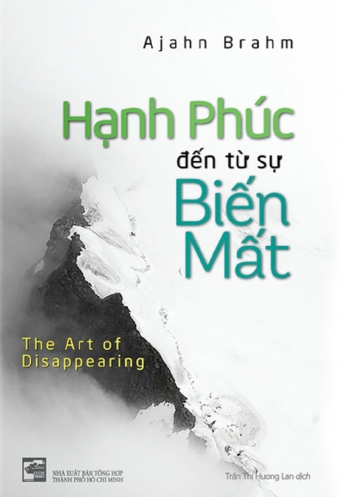 Ajahn Brahm
Hạnh Phúc
đến từ sự
Biến
Mất
The Art of
Disappearing
NHÀ XUẤT BẢN TỔNG HỢP
THÀNH PHỐ HỒ CHÍ MINH
Trần Thị Hương Lan dịch